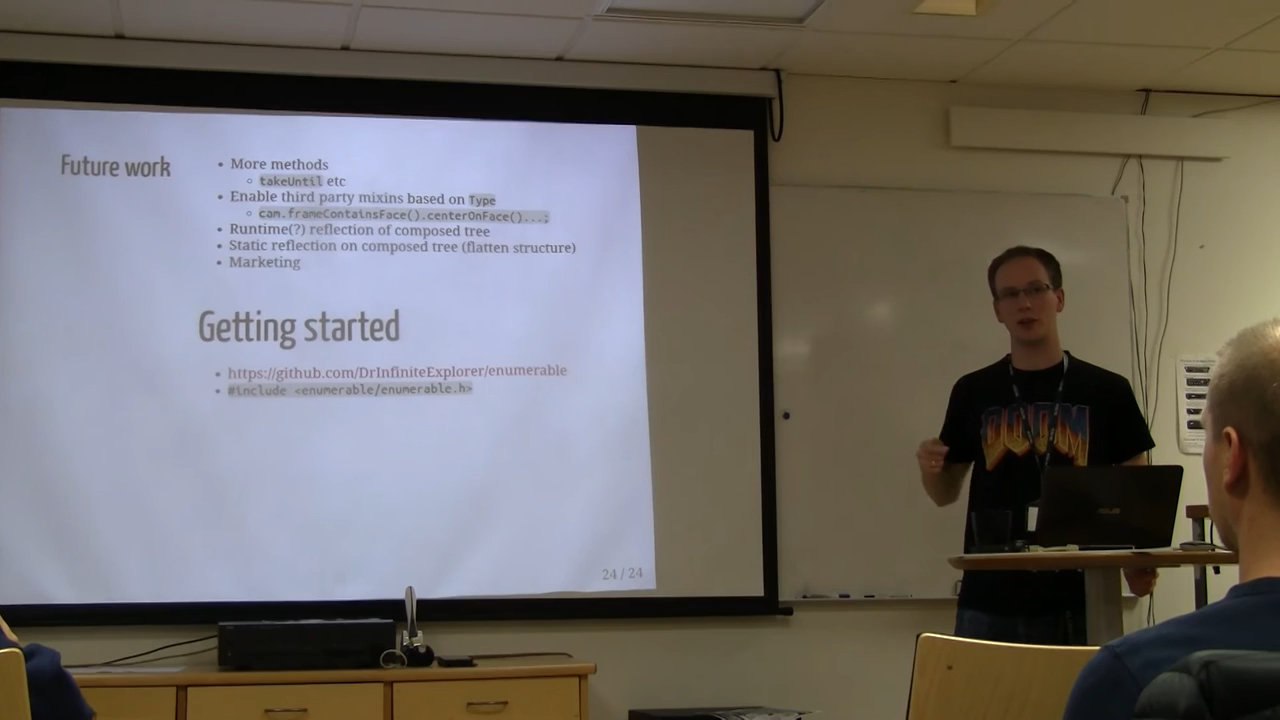 Future work
• More methods
◦ takeUntil etc
• Enable third party mixins based on Type
◦ cam.frameContainsFace().centerOnFace()...;
• Runtime(?) reflection of composed tree
• Static reflection on composed tree (flatten structure)
• Marketing
Getting started
• https://github.com/DrInfiniteExplorer/enumerable
• #include <enumerable/enumerable.h>
24 / 24
DOOM
ASUS